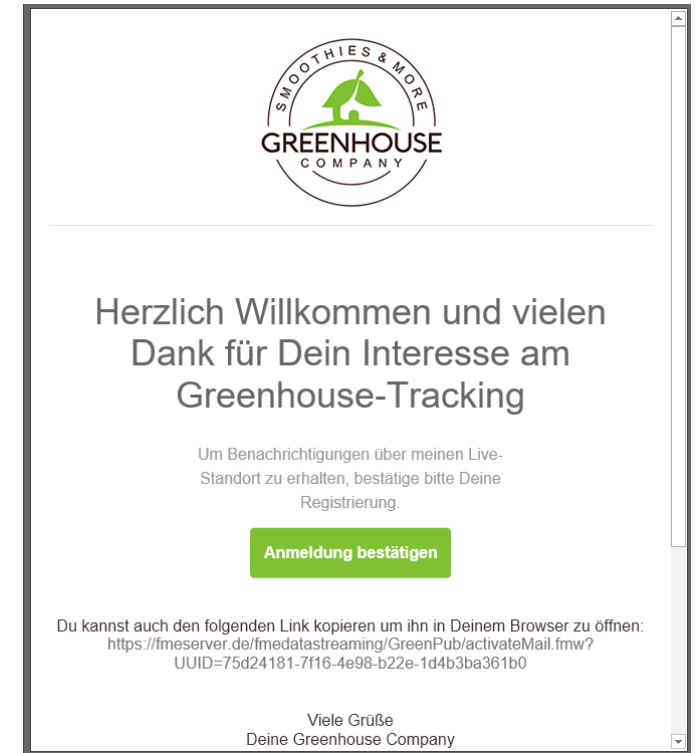 SMOOTHIES & MORE
GREENHOUSE
COMPANY
Herzlich Willkommen und vielen
Dank für Dein Interesse am
Greenhouse-Tracking
Um Benachrichtigungen über meinen Live-
Standort zu erhalten, bestätige bitte Deine
Registrierung.
Anmeldung bestätigen
Du kannst auch den folgenden Link kopieren um ihn in Deinem Browser zu öffnen:
https://fmeserver.de/fmedatastreaming/GreenPub/activateMail.fmw?
UUID=75d24181-7f16-4e98-b22e-1d4b3ba361b0
Viele Grüße
Deine Greenhouse Company